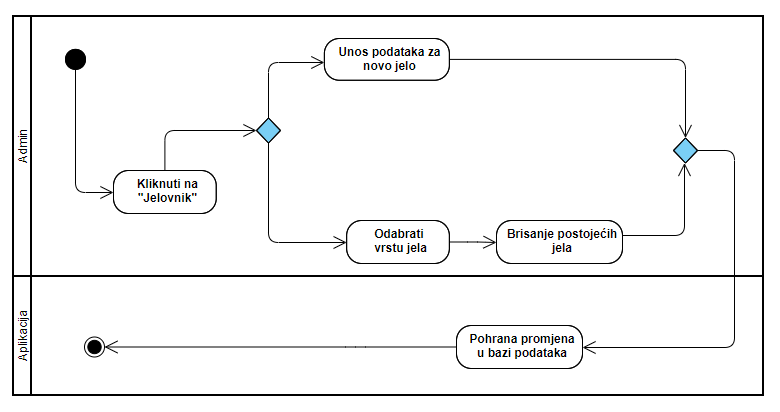 Admin
Unos podataka za
novo jelo
Kliknuti na
"Jelovnik"
Odabrati
vrstu jela
Brisanje postojećih
jela
Aplikacija
Pohrana promjena
u bazi podataka